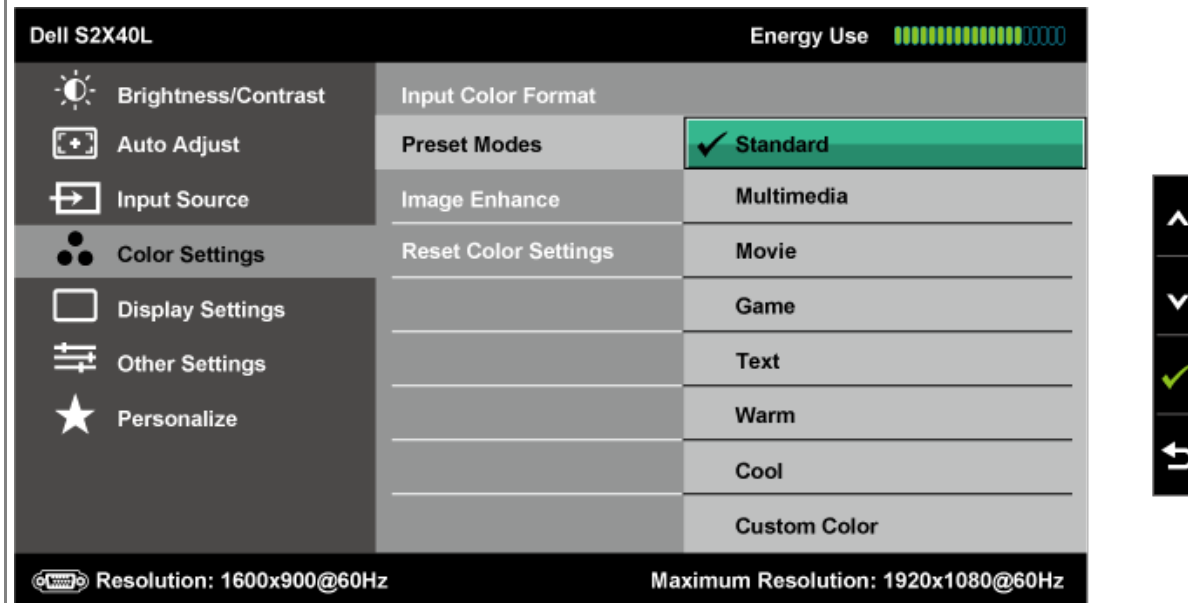 Dell S2X40L Energy Use
Brightness/Contrast Input Color Format
Auto Adjust Preset Modes Standard
Input Source Image Enhance Multimedia
Color Settings Reset Color Settings Movie
Display Settings Game
Other Settings Text
Personalize Warm
Cool
Custom Color
Resolution: 1600x900@60Hz Maximum Resolution: 1920x1080@60Hz